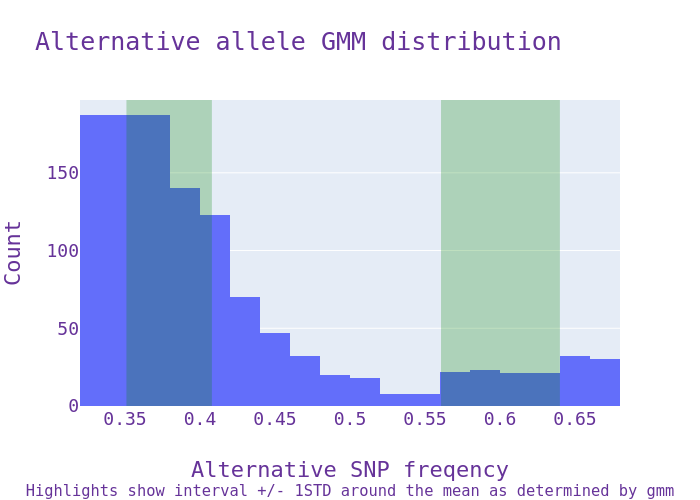 Alternative allele GMM distribution
Count
150
100
50
0
0.35 0.4 0.45 0.5 0.55 0.6 0.65
Alternative SNP freqency
Highlights show interval +/- 1STD around the mean as determined by gmm